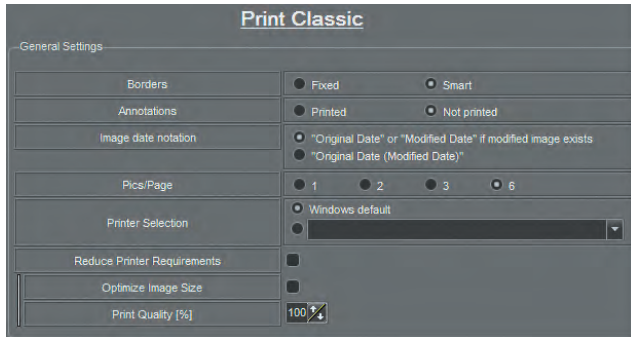 Print Classic
General Settings
Borders Fixed Smart
Annotations Printed Not printed
Image date notation "Original Date" or "Modified Date" if modified image exists
"Original Date (Modified Date)"
Pics/Page 1 2 3 6
Printer Selection Windows default
Reduce Printer Requirements
Optimize Image Size
Print Quality [%] 100